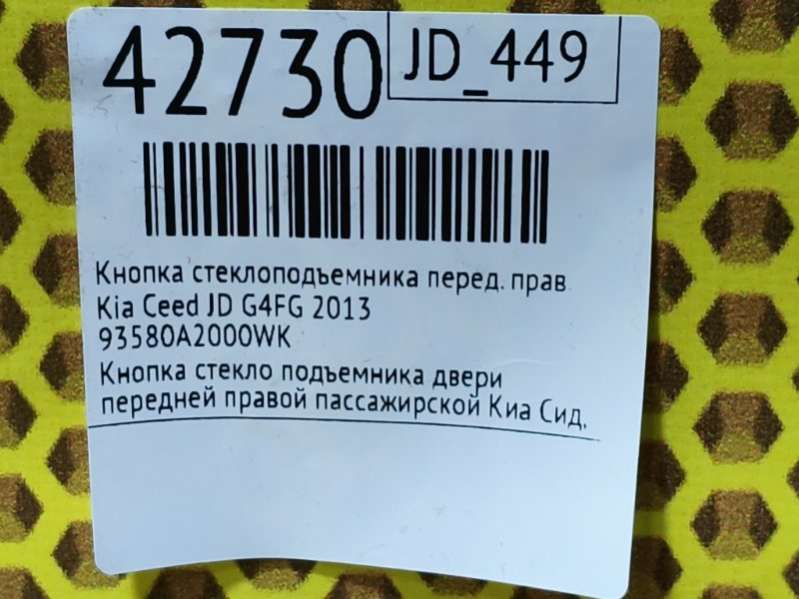 42730
JD_449
Кнопка стеклоподъемника перед. прав
Kia Ceed JD G4FG 2013
93580A2000WK
Кнопка стекло подъемника двери
передней правой пассажирской Киа Сид,